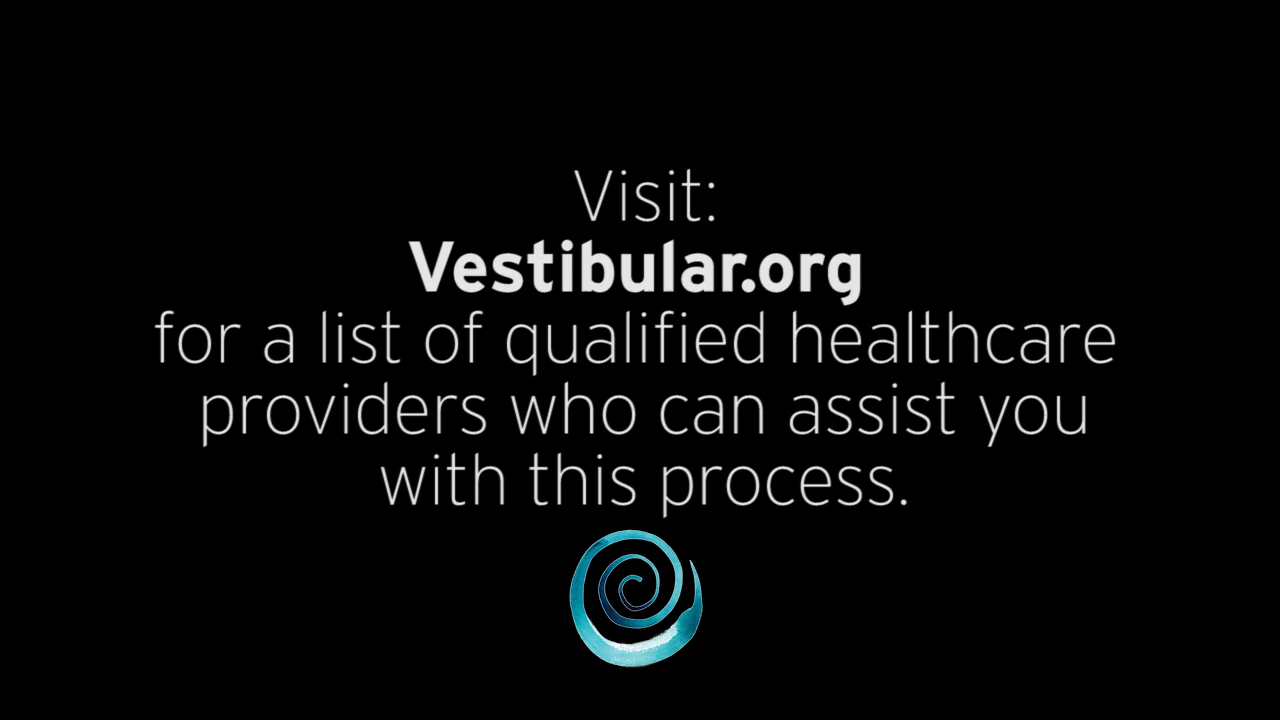 Visit:
Vestibular.org
for a list of qualified healthcare
providers who can assist you
with this process.